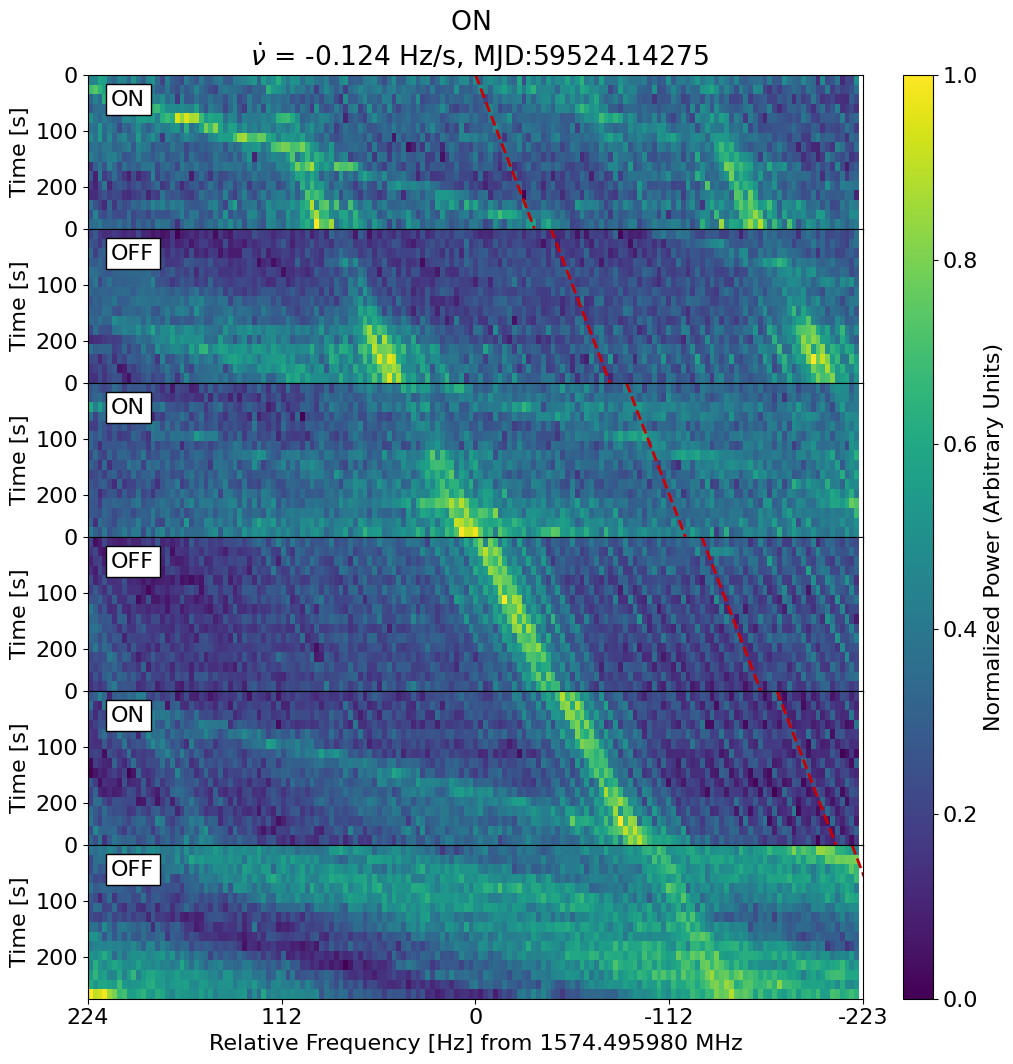 ON
ν̇ = -0.124 Hz/s, MJD:59524.14275
0
ON
Time [s]
100
200
0
OFF
Time [s]
100
200
0
ON
Time [s]
100
200
0
OFF
Time [s]
100
200
0
ON
Time [s]
100
200
0
OFF
Time [s]
100
200
224 112 0 -112 -223
Relative Frequency [Hz] from 1574.495980 MHz
1.0
0.8
0.6
0.4
0.2
0.0
Normalized Power (Arbitrary Units)